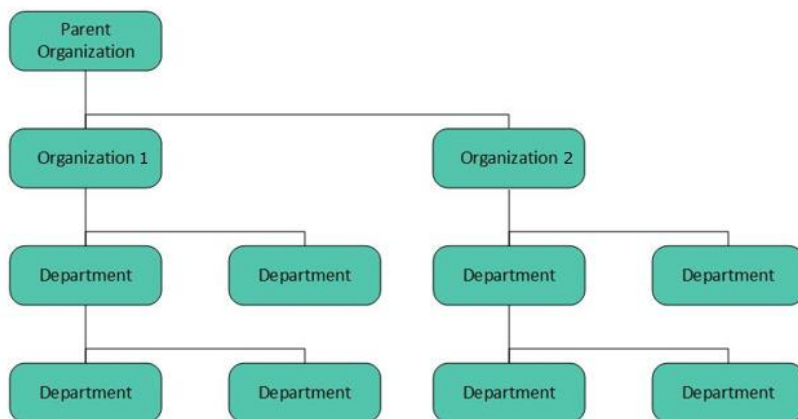 Parent
Organization
Organization 1
Organization 2
Department
Department
Department
Department
Department
Department
Department
Department